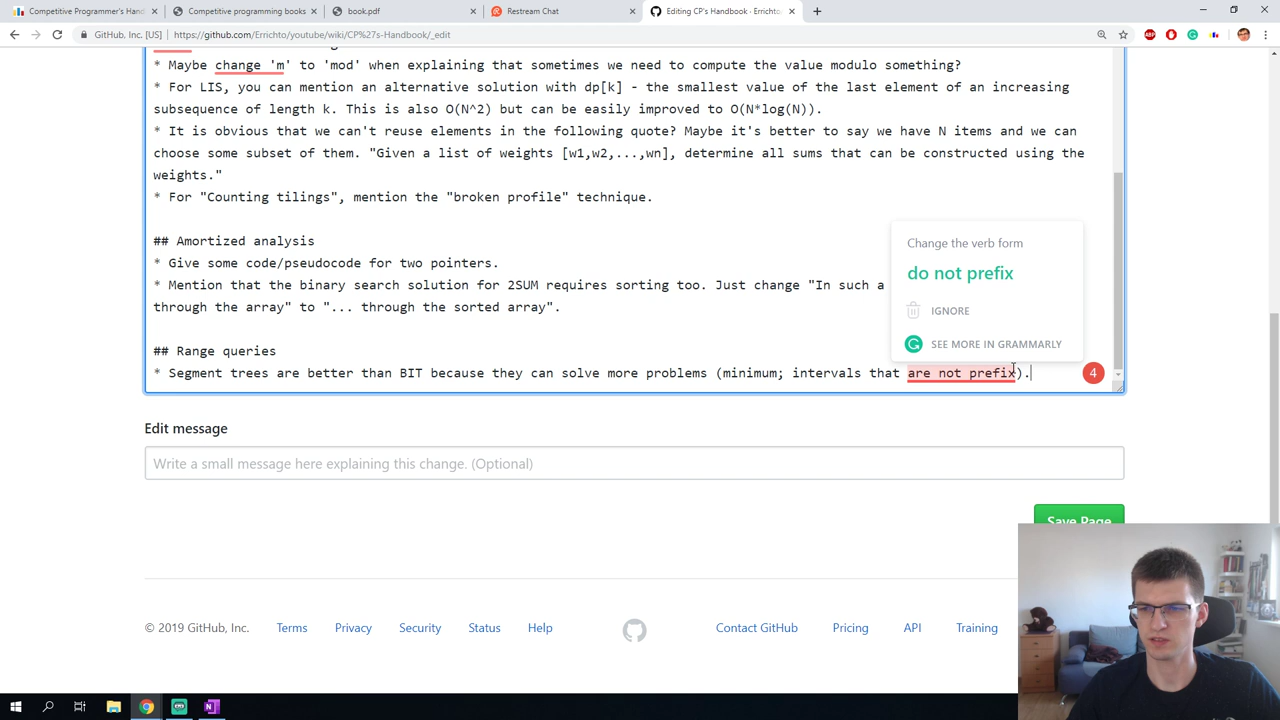 Competitive Programmer's Hand
Competitive programming books
book.pdf
Restream Chat
Editing CP's Handbook · Errichto
GitHub, Inc. [US]
https://github.com/Errichto/youtube/wiki/CP%27s-Handbook/_edit
* Maybe change 'm' to 'mod' when explaining that sometimes we need to compute the value modulo something?
* For LIS, you can mention an alternative solution with dp[k] - the smallest value of the last element of an increasing
subsequence of length k. This is also O(N^2) but can be easily improved to O(N*log(N)).
* It is obvious that we can't reuse elements in the following quote? Maybe it's better to say we have N items and we can
choose some subset of them. "Given a list of weights [w1,w2,...,wn], determine all sums that can be constructed using the
weights."
* For "Counting tilings", mention the "broken profile" technique.
## Amortized analysis
* Give some code/pseudocode for two pointers.
* Mention that the binary search solution for 2SUM requires sorting too. Just change "In such a
through the array" to "... through the sorted array".
## Range queries
* Segment trees are better than BIT because they can solve more problems (minimum; intervals that are not prefix).
Change the verb form
do not prefix
IGNORE
SEE MORE IN GRAMMARLY
4
Edit message
Write a small message here explaining this change. (Optional)
Save Page
© 2019 GitHub, Inc.
Terms
Privacy
Security
Status
Help
Contact GitHub
Pricing
API
Training